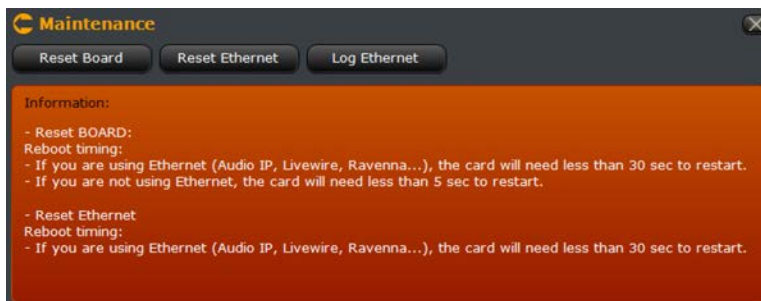 Maintenance
Reset Board Reset Ethernet Log Ethernet
Information:
- Reset BOARD:
Reboot timing:
- If you are using Ethernet (Audio IP, Livewire, Ravenna...), the card will need less than 30 sec to restart.
- If you are not using Ethernet, the card will need less than 5 sec to restart.
- Reset Ethernet
Reboot timing:
- If you are using Ethernet (Audio IP, Livewire, Ravenna...), the card will need less than 30 sec to restart.